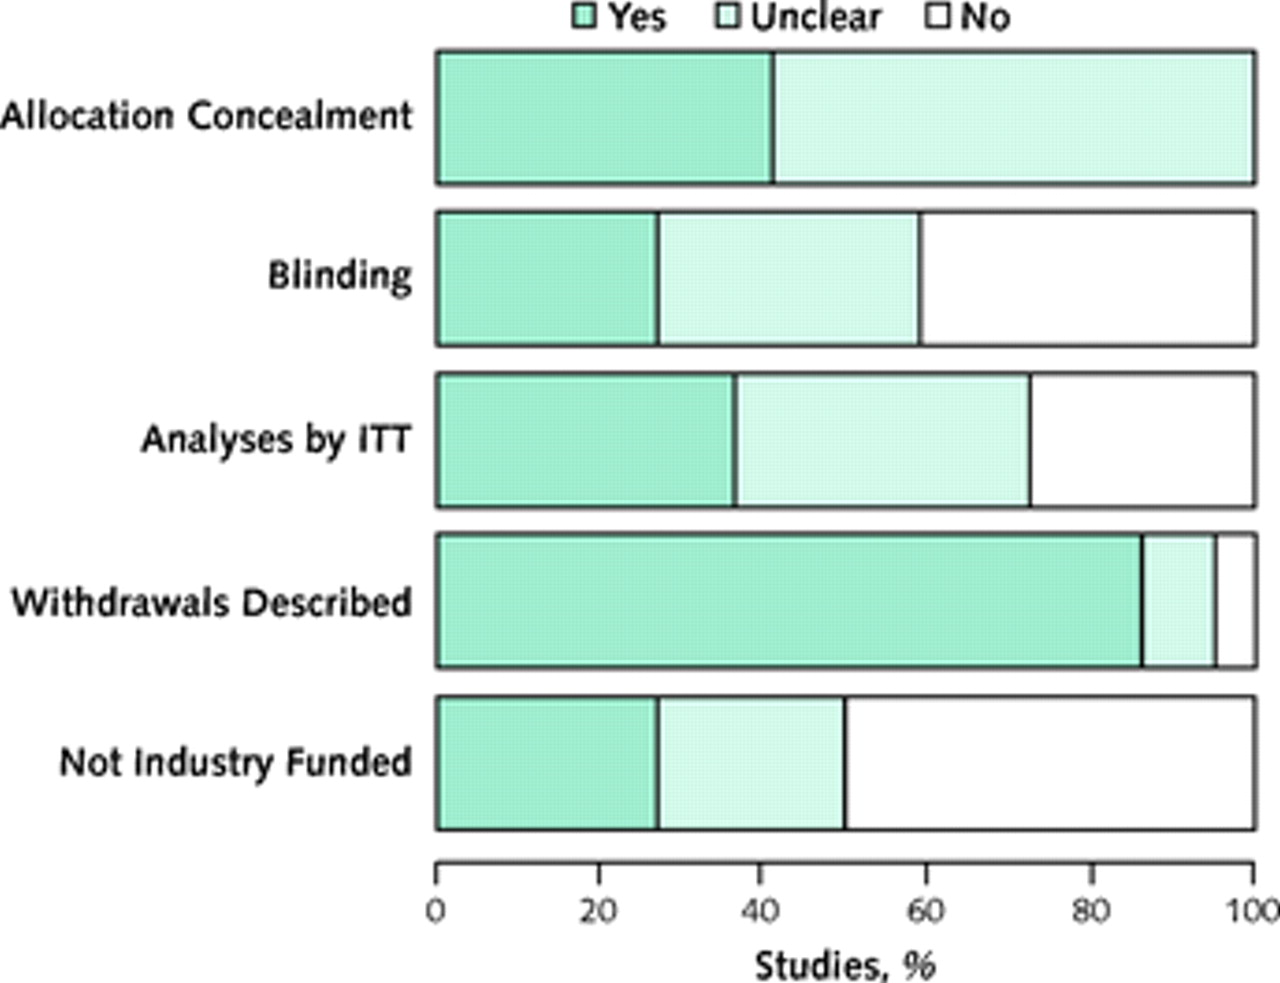 Yes Unclear No
Allocation Concealment
Blinding
Analyses by ITT
Withdrawals Described
Not Industry Funded
0 20 40 60 80 100
Studies, %